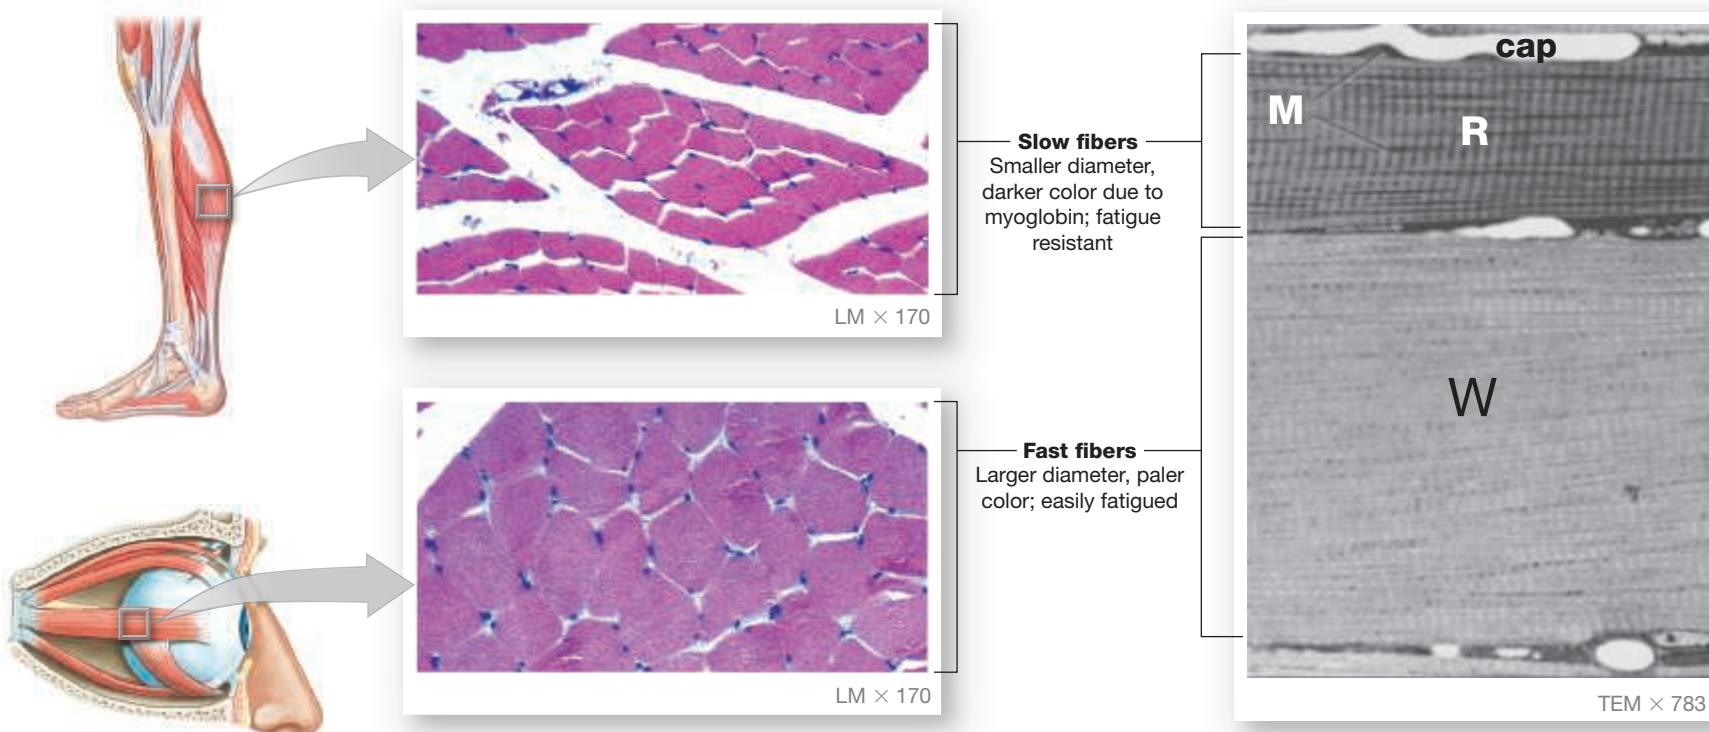 LM × 170
Slow fibers
Smaller diameter,
darker color due to
myoglobin; fatigue
resistant
LM × 170
Fast fibers
Larger diameter, paler
color; easily fatigued
cap
M
R
W
TEM × 783